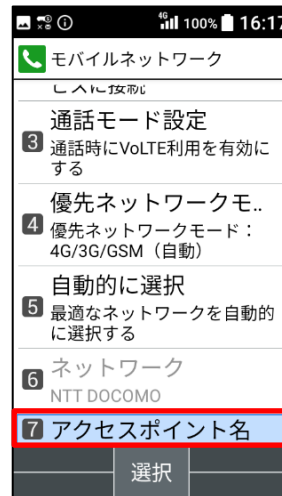 4G 100% 16:17
モバイルネットワーク
3 通話モード設定
通話時にVoLTE利用を有効に
する
4 優先ネットワークモ..
優先ネットワークモード：
4G/3G/GSM（自動）
5 自動的に選択
最適なネットワークを自動的
に選択する
6 ネットワーク
NTT DOCOMO
7 アクセスポイント名
選択